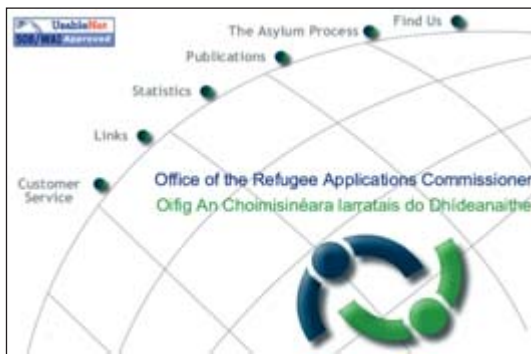 UsableNet
508/WAI Approved
Find Us
The Asylum Process
Publications
Statistics
Links
Customer
Service
Office of the Refugee Applications Commissioner
Oifig An Choimisinéara Iarratais do Dhídeanaithe